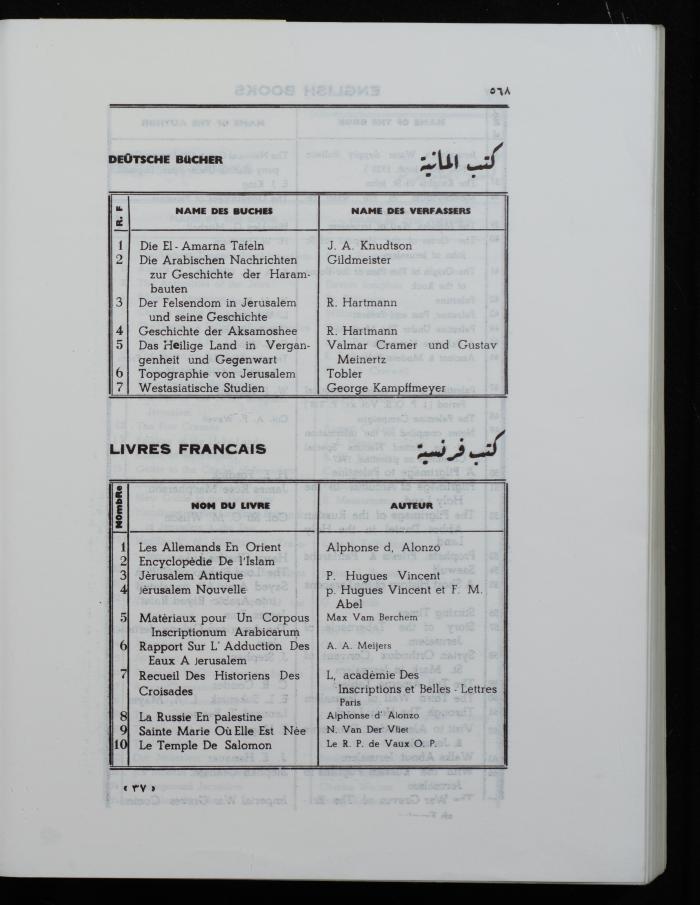 ٥٦٨
DEÛTSCHE BüCHER
كتب المانية
R. F
NAME DES BUCHES
NAME DES VERFASSERS
1 Die El - Amarna Tafeln J. A. Knudtson
2 Die Arabischen Nachrichten Gildmeister
zur Geschichte der Haram-
bauten
3 Der Felsendom in Jerusalem R. Hartmann
und seine Geschichte
4 Geschichte der Aksamoshee R. Hartmann
5 Das Heilige Land in Vergan- Valmar Cramer und Gustav
genheit und Gegenwart Meinertz
6 Topographie von Jerusalem Tobler
7 Westasiatische Studien George Kampffmeyer
LIVRES FRANCAIS
كتب فرنسية
NOMBRe
NOM DU LIVRE
AUTEUR
1 Les Allemands En Orient Alphonse d, Alonzo
2 Encyclopèdie De l'Islam
3 Jèrusalem Antique P. Hugues Vincent
4 jèrusalem Nouvelle p. Hugues Vincent et F. M.
Abel
5 Matèriaux pour Un Corpous Max Vam Berchem
Inscriptionum Arabicarum
6 Rapport Sur L' Adduction Des A. A. Meijers
Eaux A jerusalem
7 Recueil Des Historiens Des L, acadèmie Des
Croisades Inscriptions et Belles - Lettres
Paris
8 La Russie En palestine Alphonse d' Alonzo
9 Sainte Marie Où Elle Est Nèe N. Van Der Vliet
10 Le Temple De Salomon Le R. P. de Vaux O. P.
« ٣٧ »